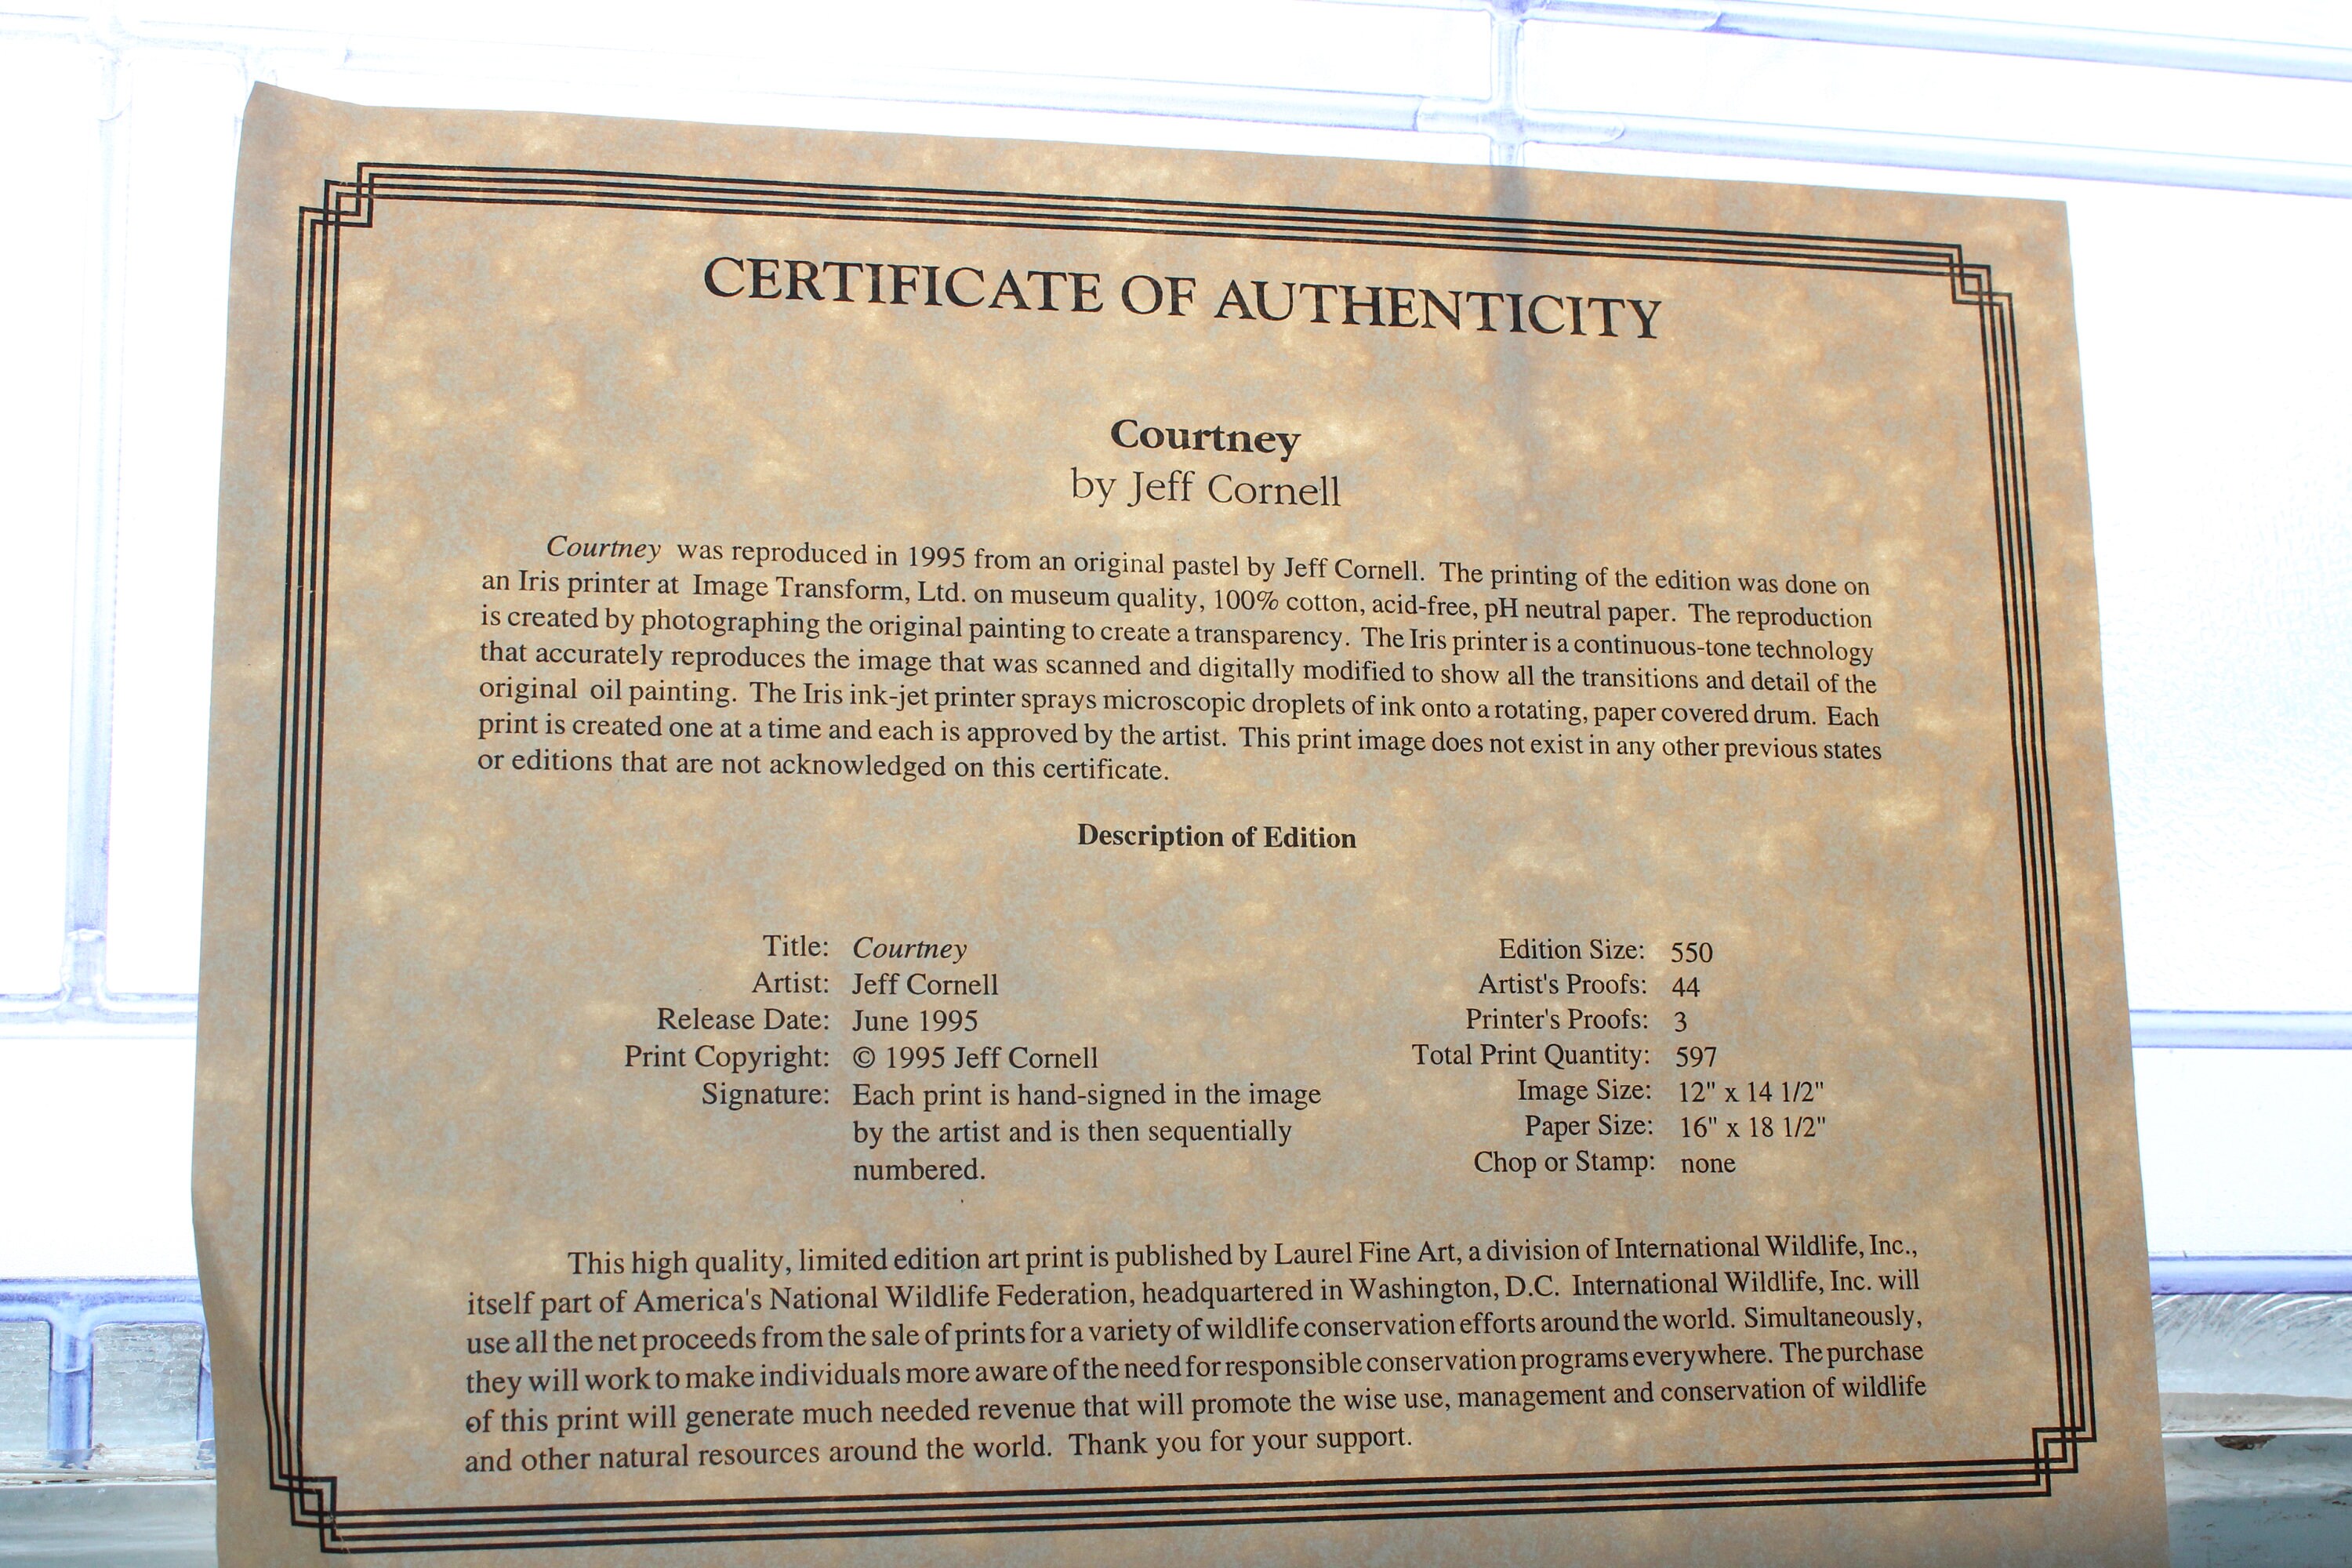 CERTIFICATE OF AUTHENTICITY
Courtney
by Jeff Cornell
Courtney was reproduced in 1995 from an original pastel by Jeff Cornell. The printing of the edition was done on
an Iris printer at Image Transform, Ltd. on museum quality, 100% cotton, acid-free, pH neutral paper. The reproduction
is created by photographing the original painting to create a transparency. The Iris printer is a continuous-tone technology
that accurately reproduces the image that was scanned and digitally modified to show all the transitions and detail of the
original oil painting. The Iris ink-jet printer sprays microscopic droplets of ink onto a rotating, paper covered drum. Each
print is created one at a time and each is approved by the artist. This print image does not exist in any other previous states
or editions that are not acknowledged on this certificate.
Description of Edition
Title: Courtney
Artist: Jeff Cornell
Release Date: June 1995
Print Copyright: © 1995 Jeff Cornell
Signature: Each print is hand-signed in the image
by the artist and is then sequentially
numbered.
Edition Size: 550
Artist's Proofs: 44
Printer's Proofs: 3
Total Print Quantity: 597
Image Size: 12" x 14 1/2"
Paper Size: 16" x 18 1/2"
Chop or Stamp: none
This high quality, limited edition art print is published by Laurel Fine Art, a division of International Wildlife, Inc.,
itself part of America's National Wildlife Federation, headquartered in Washington, D.C. International Wildlife, Inc. will
use all the net proceeds from the sale of prints for a variety of wildlife conservation efforts around the world. Simultaneously,
they will work to make individuals more aware of the need for responsible conservation programs everywhere. The purchase
of this print will generate much needed revenue that will promote the wise use, management and conservation of wildlife
and other natural resources around the world. Thank you for your support.